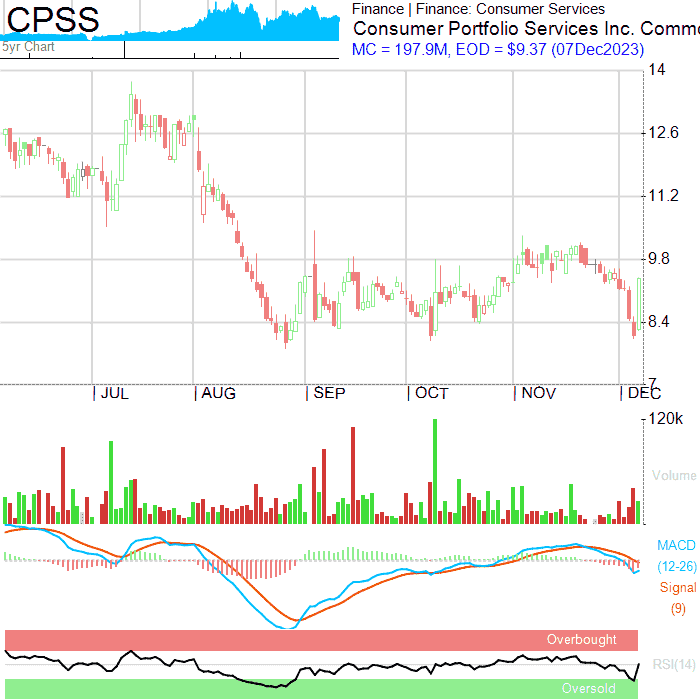 CPSS
5yr Chart
Finance | Finance: Consumer Services
Consumer Portfolio Services Inc. Commo
MC = 197.9M, EOD = $9.37 (07Dec2023)
14
12.6
11.2
9.8
8.4
7
JUL
AUG
SEP
OCT
NOV
DEC
120k
Volume
MACD
(12-26)
Signal
(9)
Overbought
RSI(14)
Oversold